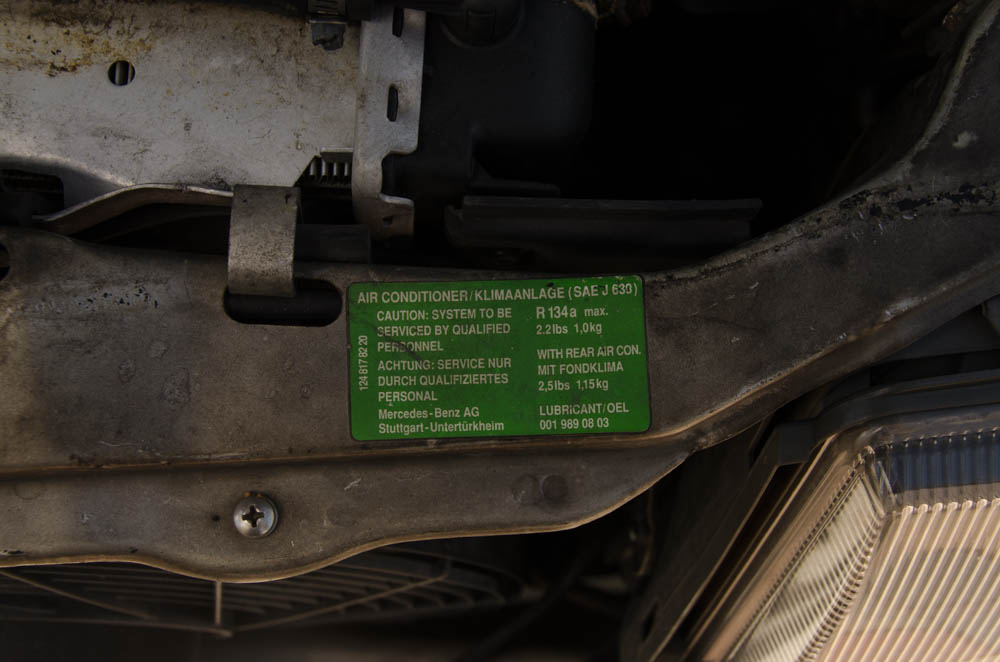 AIR CONDITIONER/KLIMAANLAGE (SAE J 639)
CAUTION: SYSTEM TO BE
SERVICED BY QUALIFIED
PERSONNEL
ACHTUNG: SERVICE NUR
DURCH QUALIFIZIERTES
PERSONAL
Mercedes-Benz AG
Stuttgart-Untertürkheim
R 134a max.
2.2lbs 1,0kg
WITH REAR AIR CON.
MIT FONDKLIMA
2,5lbs 1,15kg
LUBRICANT/OEL
001 989 08 03
124 817 82 20